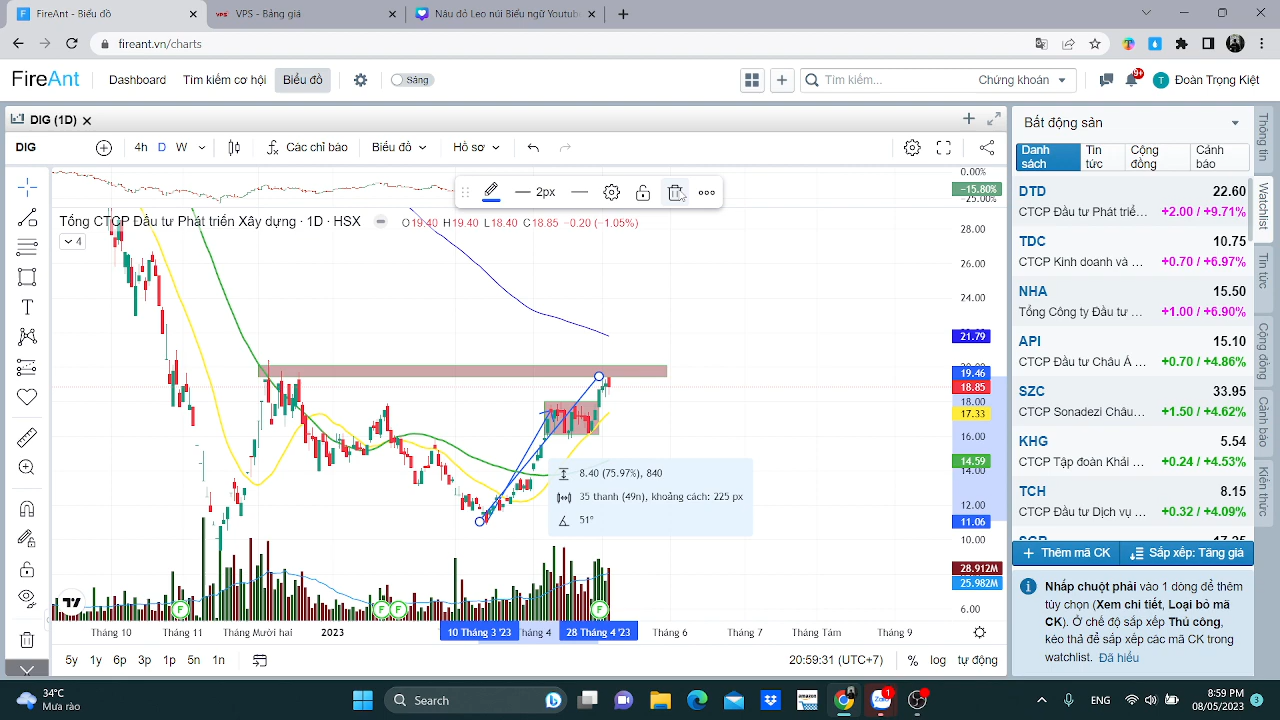 FireAnt - Biểu đồ
VPS - Bảng giá
Nâu đỏ Leo núi Biểu ngữ Youtube
fireant.vn/charts
FireAnt
Dashboard
Tìm kiếm cơ hội
Biểu đồ
Sáng
Tìm kiếm...
Chứng khoán
9+
T
Đoàn Trọng Kiệt
DIG (1D)
DIG
4h
D
W
Các chỉ báo
Biểu đồ
Hồ sơ
2px
Tổng CTCP Đầu tư Phát triển Xây dựng · 1D · HSX
O19.40 H19.40 L18.40 C18.85 −0.20 (−1.05%)
4
0.00%
−15.80%
−25.00%
28.00
26.00
24.00
21.79
19.46
18.85
18.00
17.33
16.00
14.59
14.00
12.00
11.06
10.00
28.912M
25.982M
6.00
8.40 (75.97%), 840
35 thanh (49n), khoảng cách: 225 px
51°
F
F
F
F
Tháng 10
Tháng 11
Tháng Mười hai
2023
10 Tháng 3 '23
háng 4
28 Tháng 4 '23
Tháng 6
Tháng 7
Tháng Tám
Tháng 9
5y
1y
6p
3p
1p
5n
1n
20:59:31 (UTC+7)
%
log
tự động
Bất động sản
Danh sách
Tin tức
Cộng đồng
Cảnh báo
DTD
22.60
CTCP Đầu tư Phát triể...
+2.00 / +9.71%
TDC
10.75
CTCP Kinh doanh và ...
+0.70 / +6.97%
NHA
15.50
Tổng Công ty Đầu tư ...
+1.00 / +6.90%
API
15.10
CTCP Đầu tư Châu Á ...
+0.70 / +4.86%
SZC
33.95
CTCP Sonadezi Châu...
+1.50 / +4.62%
KHG
5.54
CTCP Tập đoàn Khải ...
+0.24 / +4.53%
TCH
8.15
CTCP Đầu tư Dịch vụ ...
+0.32 / +4.09%
Thêm mã CK
Sắp xếp: Tăng giá
Nhấp chuột phải vào 1 dòng để thêm
tùy chọn (Xem chi tiết, Loại bỏ mã
CK). Ở chế độ sắp xếp Thủ công,
kéo thả để sắp xếp các mã CK trong
watchlist. Đã hiểu
Thông tin
Watchlist
Tin tức
Cộng đồng
Cảnh báo
Kiến thức
34°C
Mưa rào
Search
1
ENG
8:59 PM
08/05/2023
3